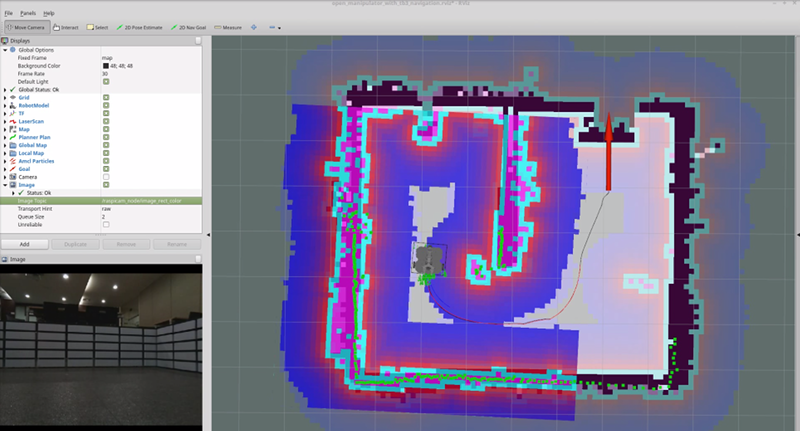 open_manipulator_with_tb3_navigation.rviz* - RViz
File Panels Help
Move Camera Interact Select 2D Pose Estimate 2D Nav Goal Measure
Displays
Global Options
Fixed Frame map
Background Color 48; 48; 48
Frame Rate 30
Default Light
Global Status: Ok
Grid
RobotModel
TF
LaserScan
Map
Planner Plan
Global Map
Local Map
Amcl Particles
Goal
Camera
Image
Status: Ok
Image Topic /raspicam_node/image_rect_color
Transport Hint raw
Queue Size 2
Unreliable
Add Duplicate Remove Rename
Image